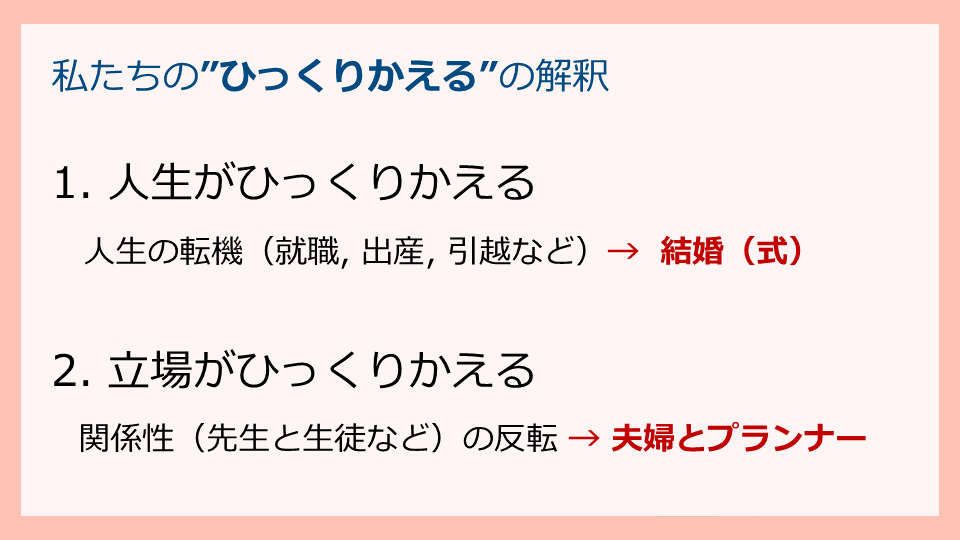 私たちの”ひっくりかえる”の解釈
1. 人生がひっくりかえる
人生の転機（就職, 出産, 引越など）→ 結婚（式）
2. 立場がひっくりかえる
関係性（先生と生徒など）の反転 → 夫婦とプランナー